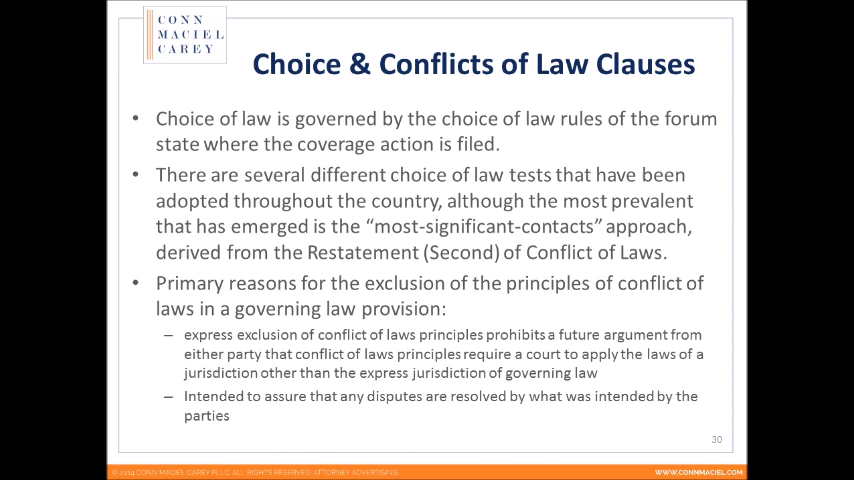 CONN
MACIEL
CAREY
Choice & Conflicts of Law Clauses
• Choice of law is governed by the choice of law rules of the forum
state where the coverage action is filed.
• There are several different choice of law tests that have been
adopted throughout the country, although the most prevalent
that has emerged is the “most-significant-contacts” approach,
derived from the Restatement (Second) of Conflict of Laws.
• Primary reasons for the exclusion of the principles of conflict of
laws in a governing law provision:
– express exclusion of conflict of laws principles prohibits a future argument from
either party that conflict of laws principles require a court to apply the laws of a
jurisdiction other than the express jurisdiction of governing law
– Intended to assure that any disputes are resolved by what was intended by the
parties
30
© 2014 CONN MACIEL CAREY PLLC ALL RIGHTS RESERVED ATTORNEY ADVERTISING
WWW.CONNMACIEL.COM